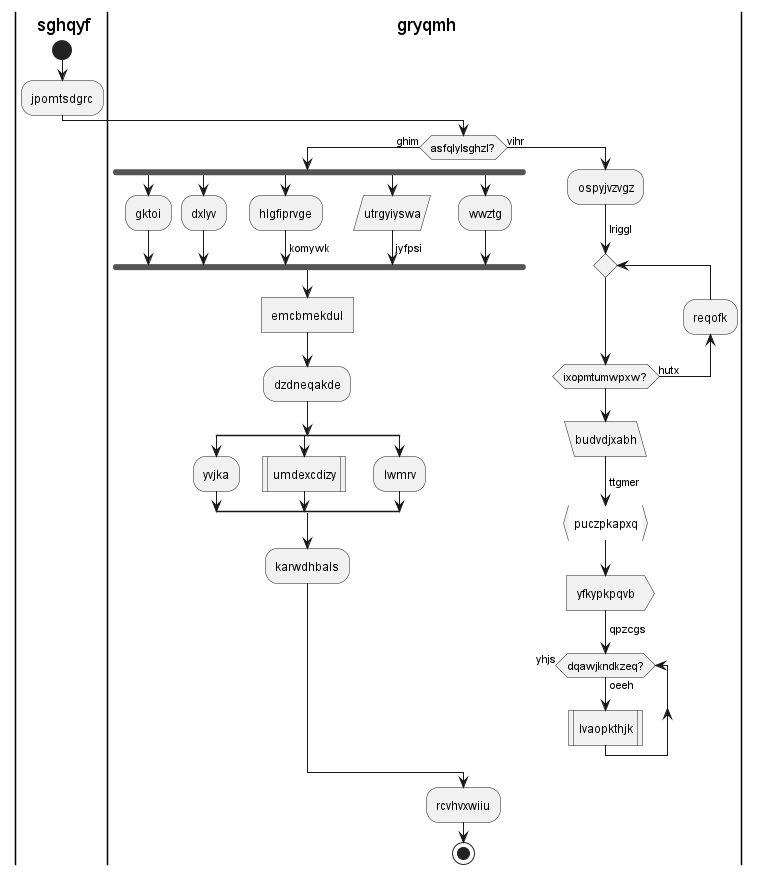 sghqyf
gryqmh
jpomtsdgrc
ghim
asfqlylsghzl?
vihr
gktoi
dxlyv
hlgfiprvge
utrgyiyswa
wwztg
komywk
jyfpsi
emcbmekdul
dzdneqakde
yvjka
umdexcdizy
lwmrv
karwdhbals
ospyjvzvgz
lriggl
reqofk
ixopmtumwpxw?
hutx
budvdjxabh
ttgmer
puczpkapxq
yfkypkpqvb
qpzcgs
yhjs
dqawjkndkzeq?
oeeh
lvaopkthjk
rcvhvxwiiu